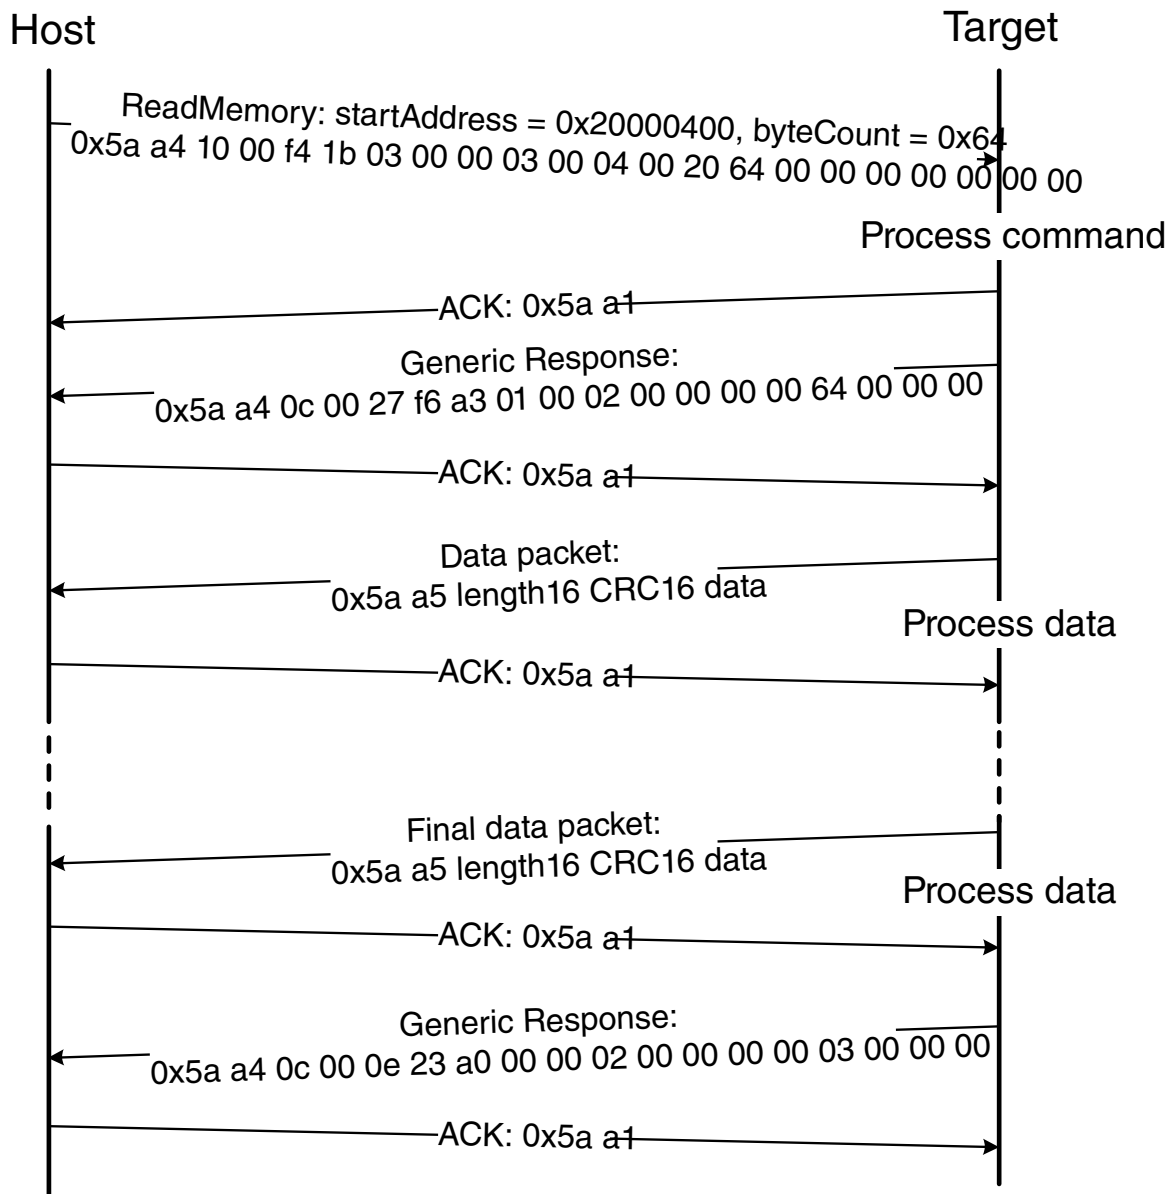 Host
Target
ReadMemory: startAddress = 0x20000400, byteCount = 0x64
0x5a a4 10 00 f4 1b 03 00 00 03 00 04 00 20 64 00 00 00 00 00 00 00
Process command
ACK: 0x5a a1
Generic Response:
0x5a a4 0c 00 27 f6 a3 01 00 02 00 00 00 00 64 00 00 00
ACK: 0x5a a1
Data packet:
0x5a a5 length16 CRC16 data
Process data
ACK: 0x5a a1
Final data packet:
0x5a a5 length16 CRC16 data
Process data
ACK: 0x5a a1
Generic Response:
0x5a a4 0c 00 0e 23 a0 00 00 02 00 00 00 00 03 00 00 00
ACK: 0x5a a1